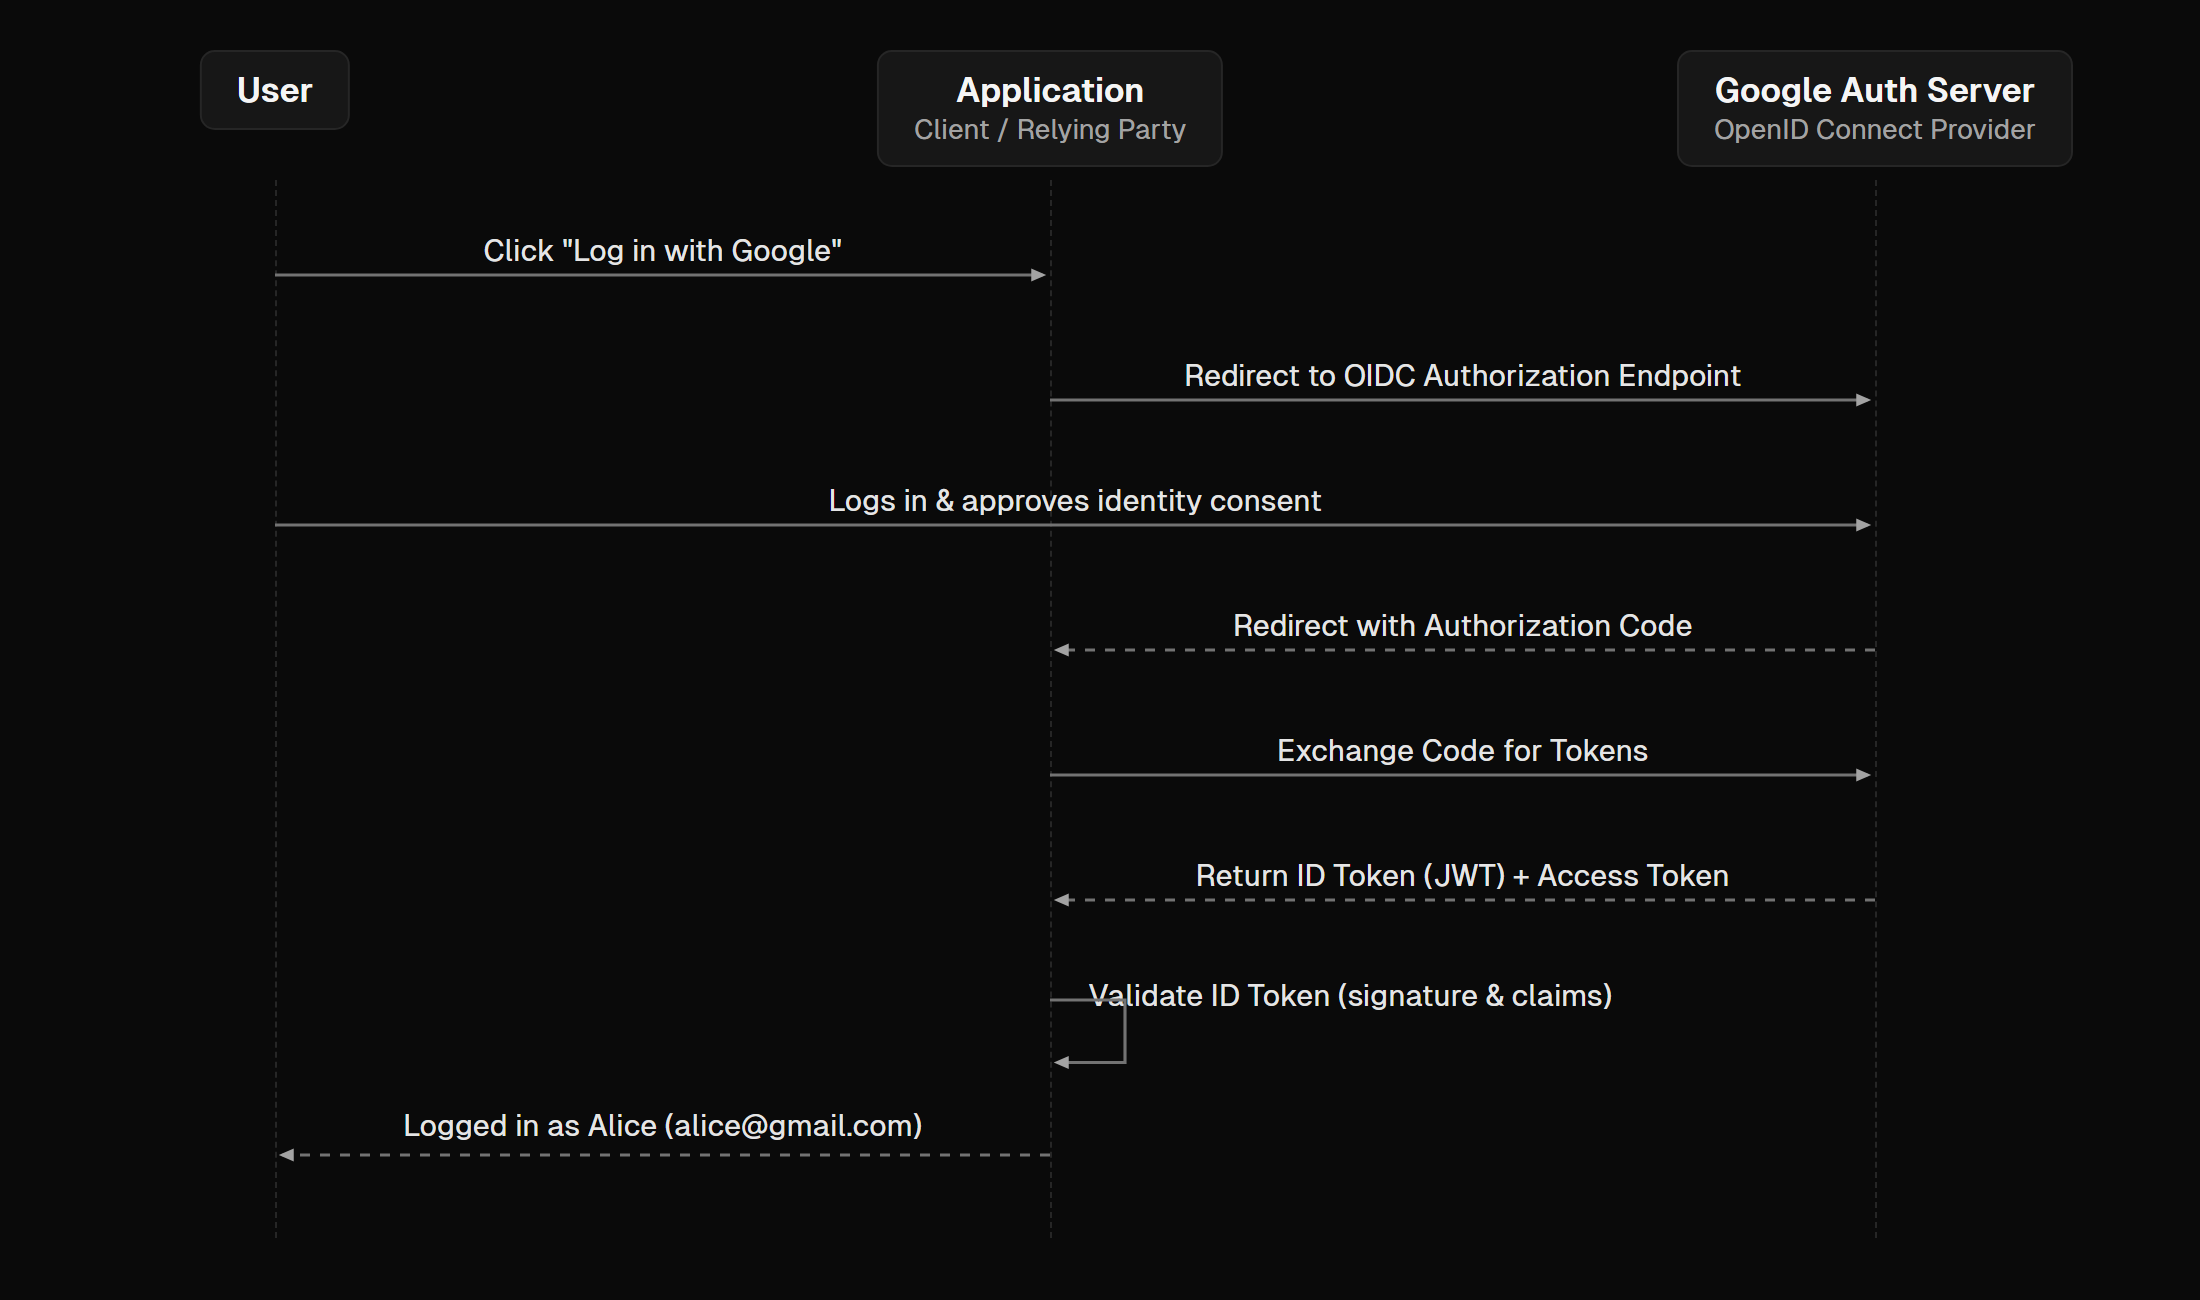 User
Application
Client / Relying Party
Google Auth Server
OpenID Connect Provider
Click "Log in with Google"
Redirect to OIDC Authorization Endpoint
Logs in & approves identity consent
Redirect with Authorization Code
Exchange Code for Tokens
Return ID Token (JWT) + Access Token
Validate ID Token (signature & claims)
Logged in as Alice (alice@gmail.com)